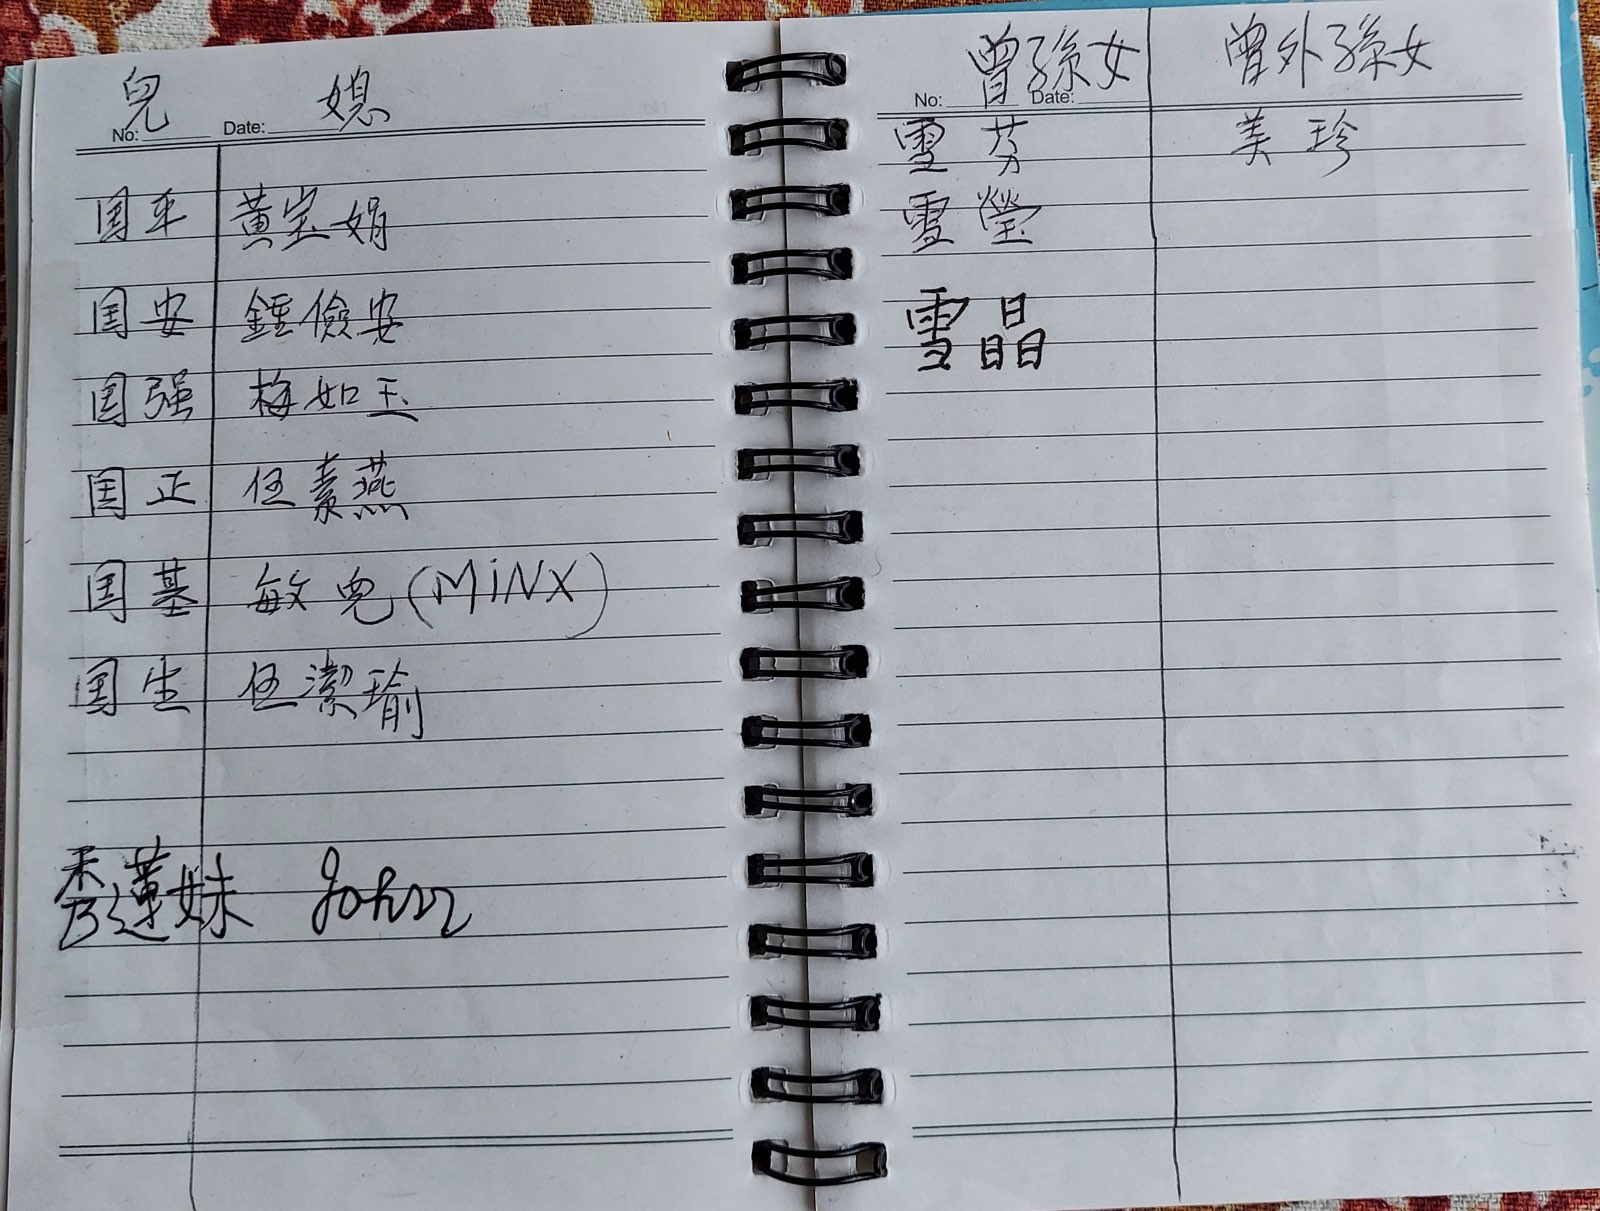 兒 媳
No: Date:
国平 黃宝娟
国安 鍾儉安
国强 梅如玉
国正 伍素燕
国基 敏兒(MiNX)
国生 伍潔瑜
秀蓮妹 John
曾孫女 曾外孫女
No: Date:
雪芬 美珍
雪瑩
雪晶